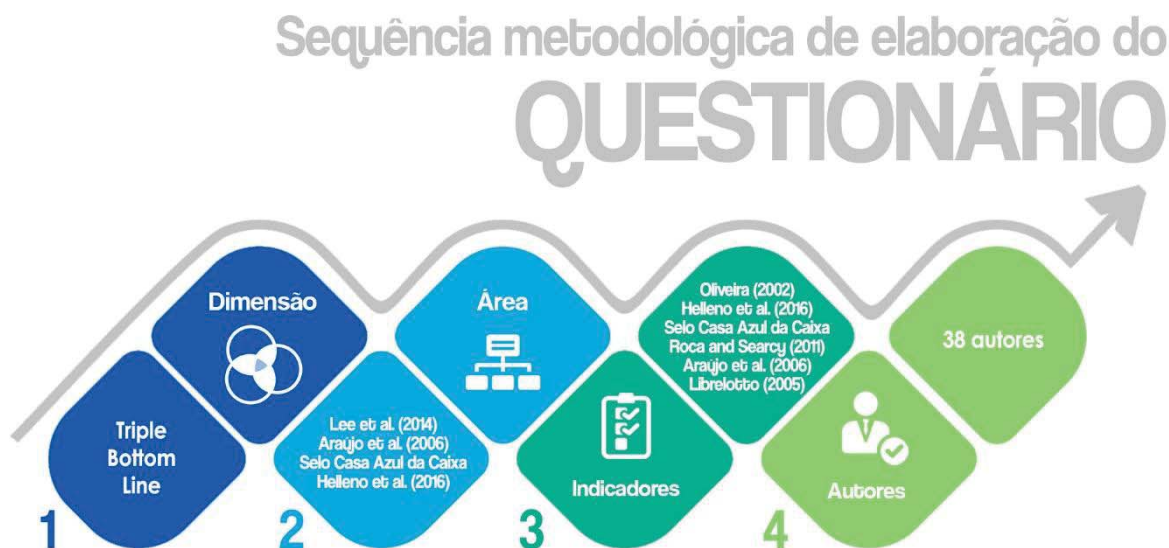 Sequência metodológica de elaboração do
QUESTIONÁRIO
1
Triple
Bottom
Line
Dimensão
2
Lee et al. (2014)
Araújo et al. (2006)
Selo Casa Azul da Caixa
Helleno et al. (2016)
Área
3
Indicadores
Oliveira (2002)
Helleno et al. (2016)
Selo Casa Azul da Caixa
Roca and Searcy (2011)
Araújo et al. (2006)
Librelotto (2005)
4
Autores
38 autores